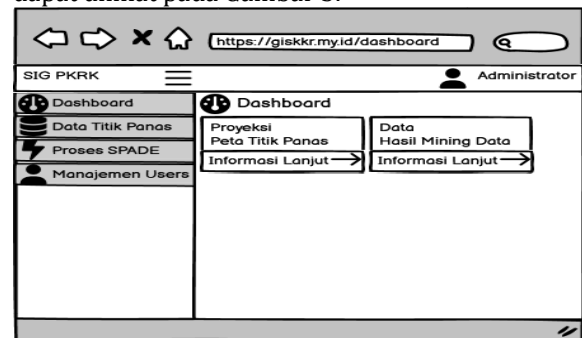 dapat dilihat pada Gambar 8.
https://giskkr.my.id/dashboard
SIG PKRK
Administrator
Dashboard
Data Titik Panas
Proses SPADE
Manajemen Users
Dashboard
Proyeksi
Peta Titik Panas
Informasi Lanjut
Data
Hasil Mining Data
Informasi Lanjut